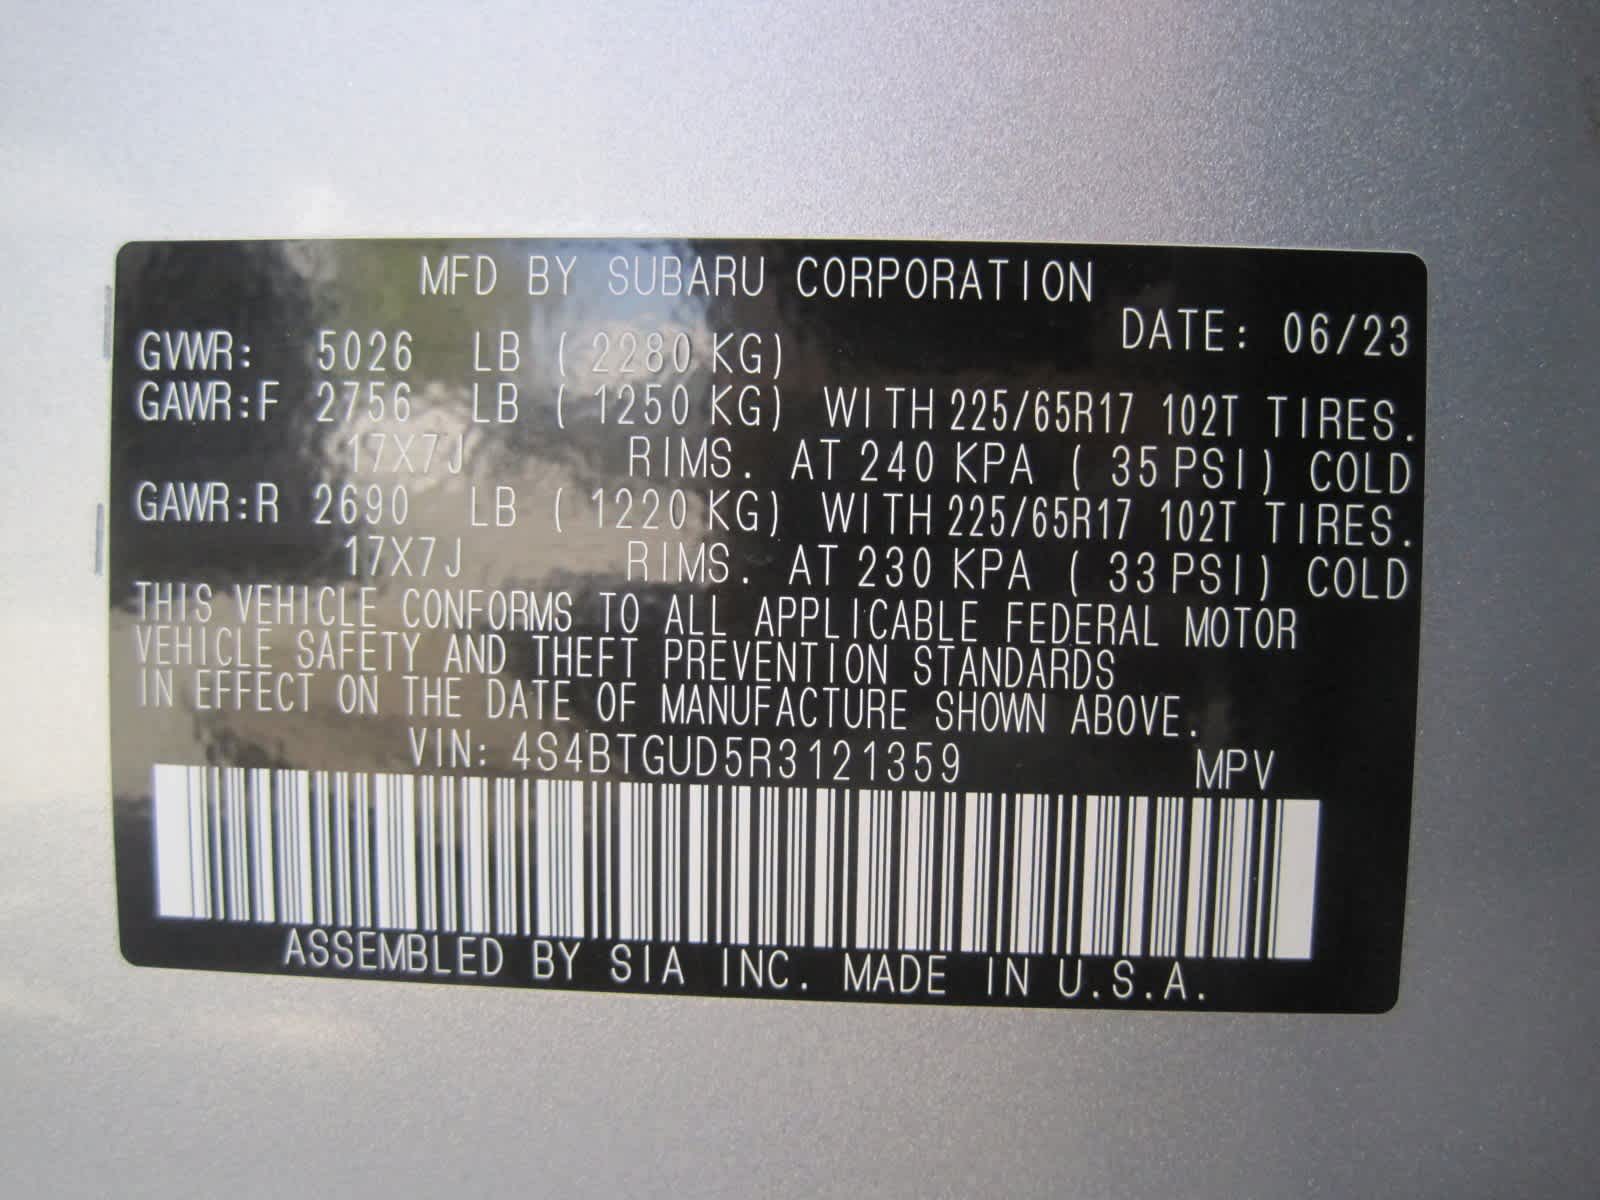 MFD BY SUBARU CORPORATION
DATE: 06/23
GVWR: 5026 LB ( 2280 KG)
GAWR:F 2756 LB ( 1250 KG) WITH 225/65R17 102T TIRES.
17X7J RIMS. AT 240 KPA ( 35 PSI) COLD
GAWR:R 2690 LB ( 1220 KG) WITH 225/65R17 102T TIRES.
17X7J RIMS. AT 230 KPA ( 33 PSI) COLD
THIS VEHICLE CONFORMS TO ALL APPLICABLE FEDERAL MOTOR
VEHICLE SAFETY AND THEFT PREVENTION STANDARDS
IN EFFECT ON THE DATE OF MANUFACTURE SHOWN ABOVE.
VIN: 4S4BTGUD5R3121359 MPV
ASSEMBLED BY SIA INC. MADE IN U.S.A.